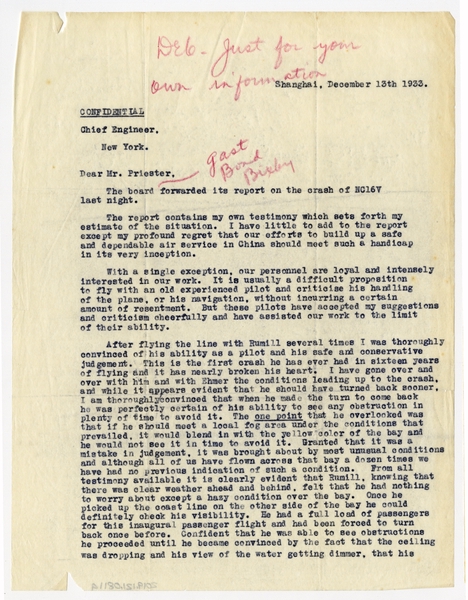 DEb - Just for your
own information
Shanghai, December 13th 1933.
CONFIDENTIAL
Chief Engineer,
New York.
Dear Mr. Priester,
gast
Bond
Bixby
The board forwarded its report on the crash of NC16V
last night.
The report contains my own testimony which sets forth my
estimate of the situation. I have little to add to the report
except my profound regret that our efforts to build up a safe
and dependable air service in China should meet such a handicap
in its very inception.
With a single exception, our personnel are loyal and intensely
interested in our work. It is usually a difficult proposition
to fly with an old experienced pilot and criticise his handling
of the plane, or his navigation, without incurring a certain
amount of resentment. But these pilots have accepted my suggestions
and criticism cheerfully and have assisted our work to the limit
of their ability.
After flying the line with Rumill several times I was thoroughly
convinced of his ability as a pilot and his safe and conservative
judgement. This is the first crash he has ever had in sixteen years
of flying and it has nearly broken his heart. I have gone over and
over with him and with Ehmer the conditions leading up to the crash,
and while it appears evident that he should have turned back sooner,
I am thoroughlyconvinced that when he made the turn to come back
he was perfectly certain of his ability to see any obstruction in
plenty of time to avoid it. The one point that he overlooked was
that if he should meet a local fog area under the conditions that
prevailed, it would blend in with the yellow color of the bay and
he would not see it in time to avoid it. Granted that it was a
mistake in judgement, it was brought about by most unusual conditions
and although all of us have flown across that bay a dozen times we
have had no previous indication of such a condition. From all
testimony available it is clearly evident that Rumill, knowing that
there was clear weather ahead and behind, felt that he had nothing
to worry about except a hazy condition over the bay. Once he
picked up the coast line on the other side of the bay he could
definitely check his visibility. He had a full load of passengers
for this inaugural passenger flight and had been forced to turn
back once before. Confident that he was able to see obstructions
he proceeded until he became convinced by the fact that the ceiling
was dropping and his view of the water getting dimmer, that his